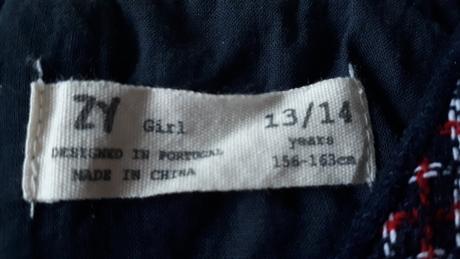 ZY Girl 13/14
years
DESIGNED IN PORTUGAL 156-163cm
MADE IN CHINA